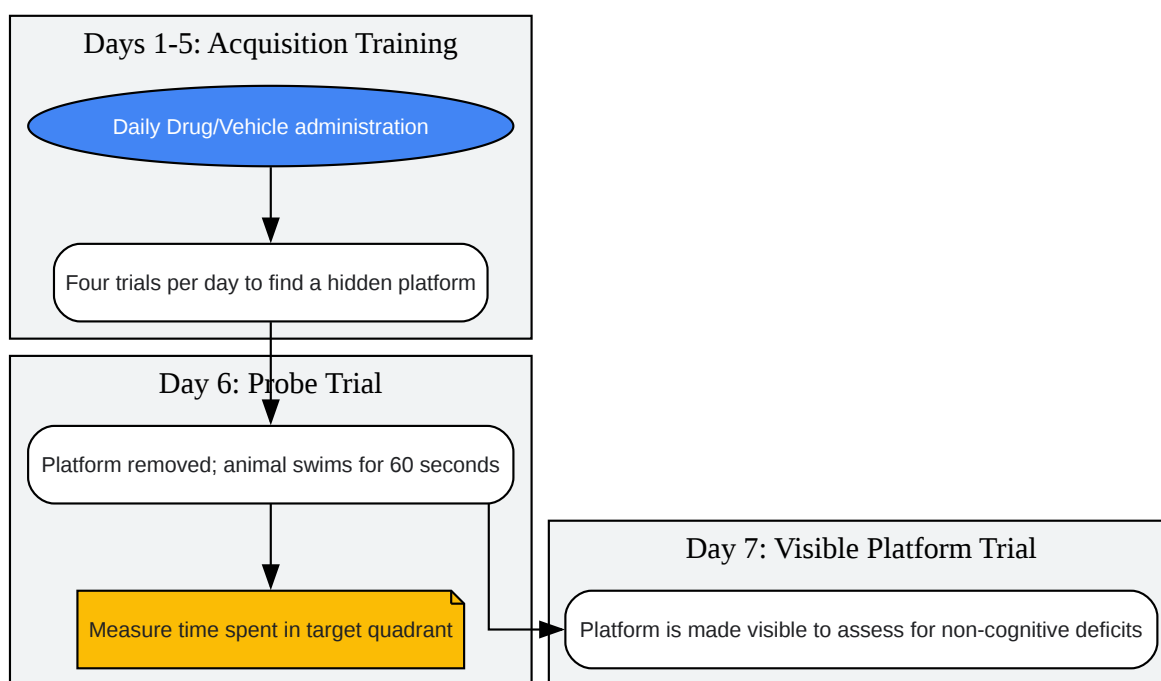 Days 1-5: Acquisition Training
Daily Drug/Vehicle administration
Four trials per day to find a hidden platform
Day 6: Probe Trial
Platform removed; animal swims for 60 seconds
Measure time spent in target quadrant
Day 7: Visible Platform Trial
Platform is made visible to assess for non-cognitive deficits